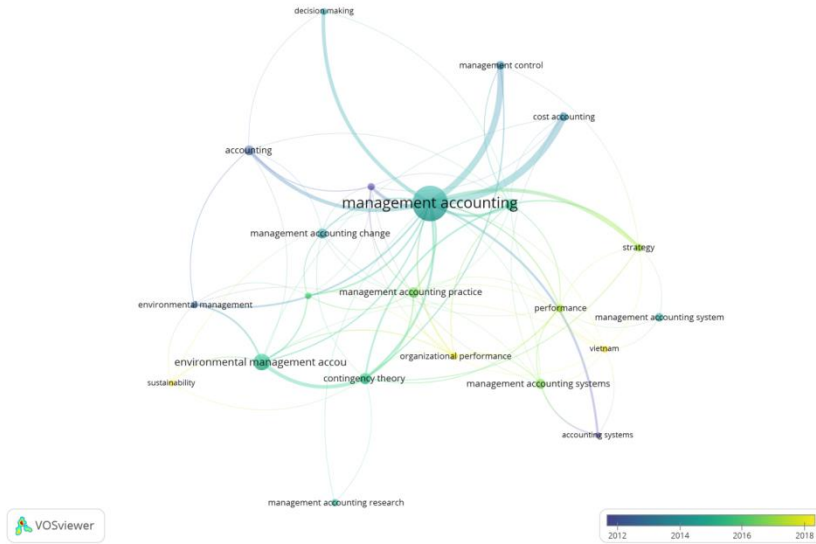 decision-making
management control
cost accounting
accounting
management accounting
management accounting change
strategy
management accounting practice
environmental management
performance
management accounting system
vietnam
organizational performance
environmental management accou
contingency theory
sustainability
management accounting systems
accounting systems
management accounting research
VOSviewer
2012 2014 2016 2018